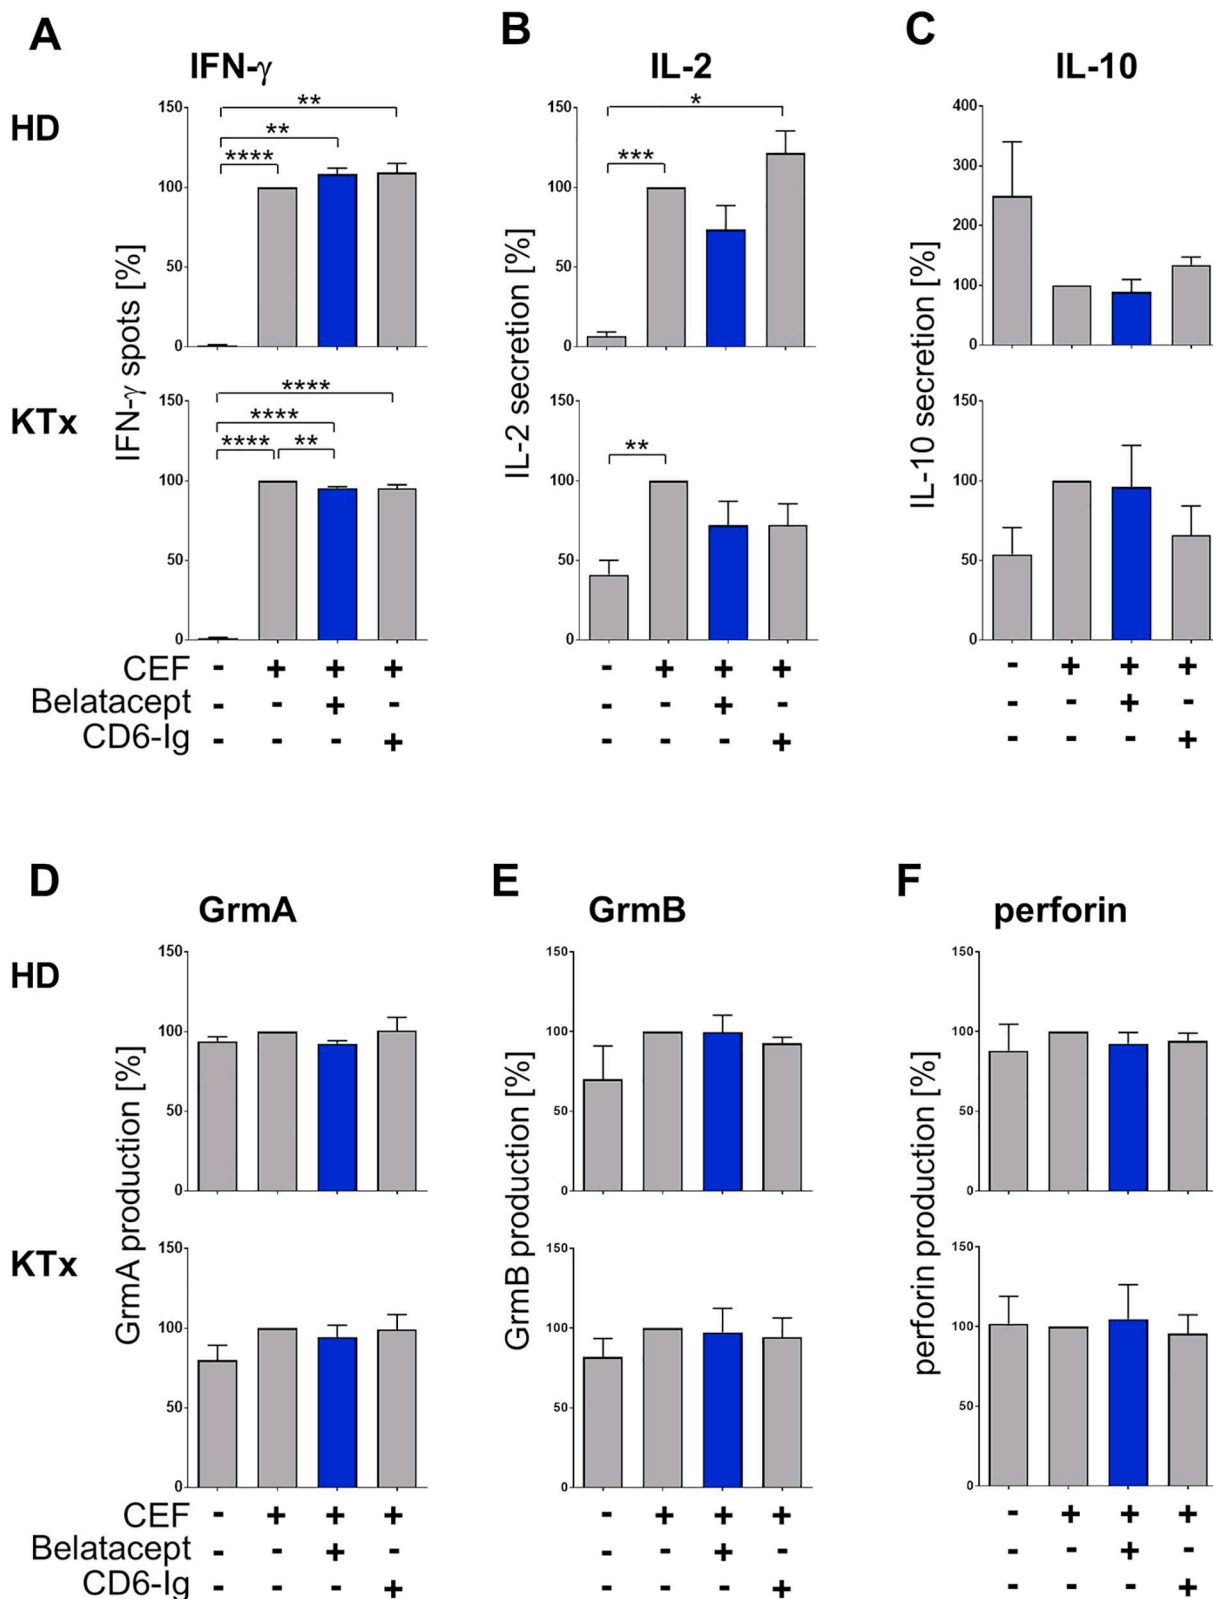 A
B
C
IFN-γ
IL-2
IL-10
HD
150
100
50
0
** 
**
****
150
100
50
0
*
***
400
300
200
100
0
IFN-γ spots [%]
IL-2 secretion [%]
IL-10 secretion [%]
KTx
150
100
50
0
****
****
**** **
150
100
50
0
**
150
100
50
0
CEF - + + + - + + + - + + +
Belatacept - - + - - - + - - - + -
CD6-Ig - - - + - - - + - - - +
D
E
F
GrmA
GrmB
perforin
HD
150
100
50
0
150
100
50
0
150
100
50
0
GrmA production [%]
GrmB production [%]
perforin production [%]
KTx
150
100
50
0
150
100
50
0
150
100
50
0
CEF - + + + - + + + - + + +
Belatacept - - + - - - + - - - + -
CD6-Ig - - - + - - - + - - - +